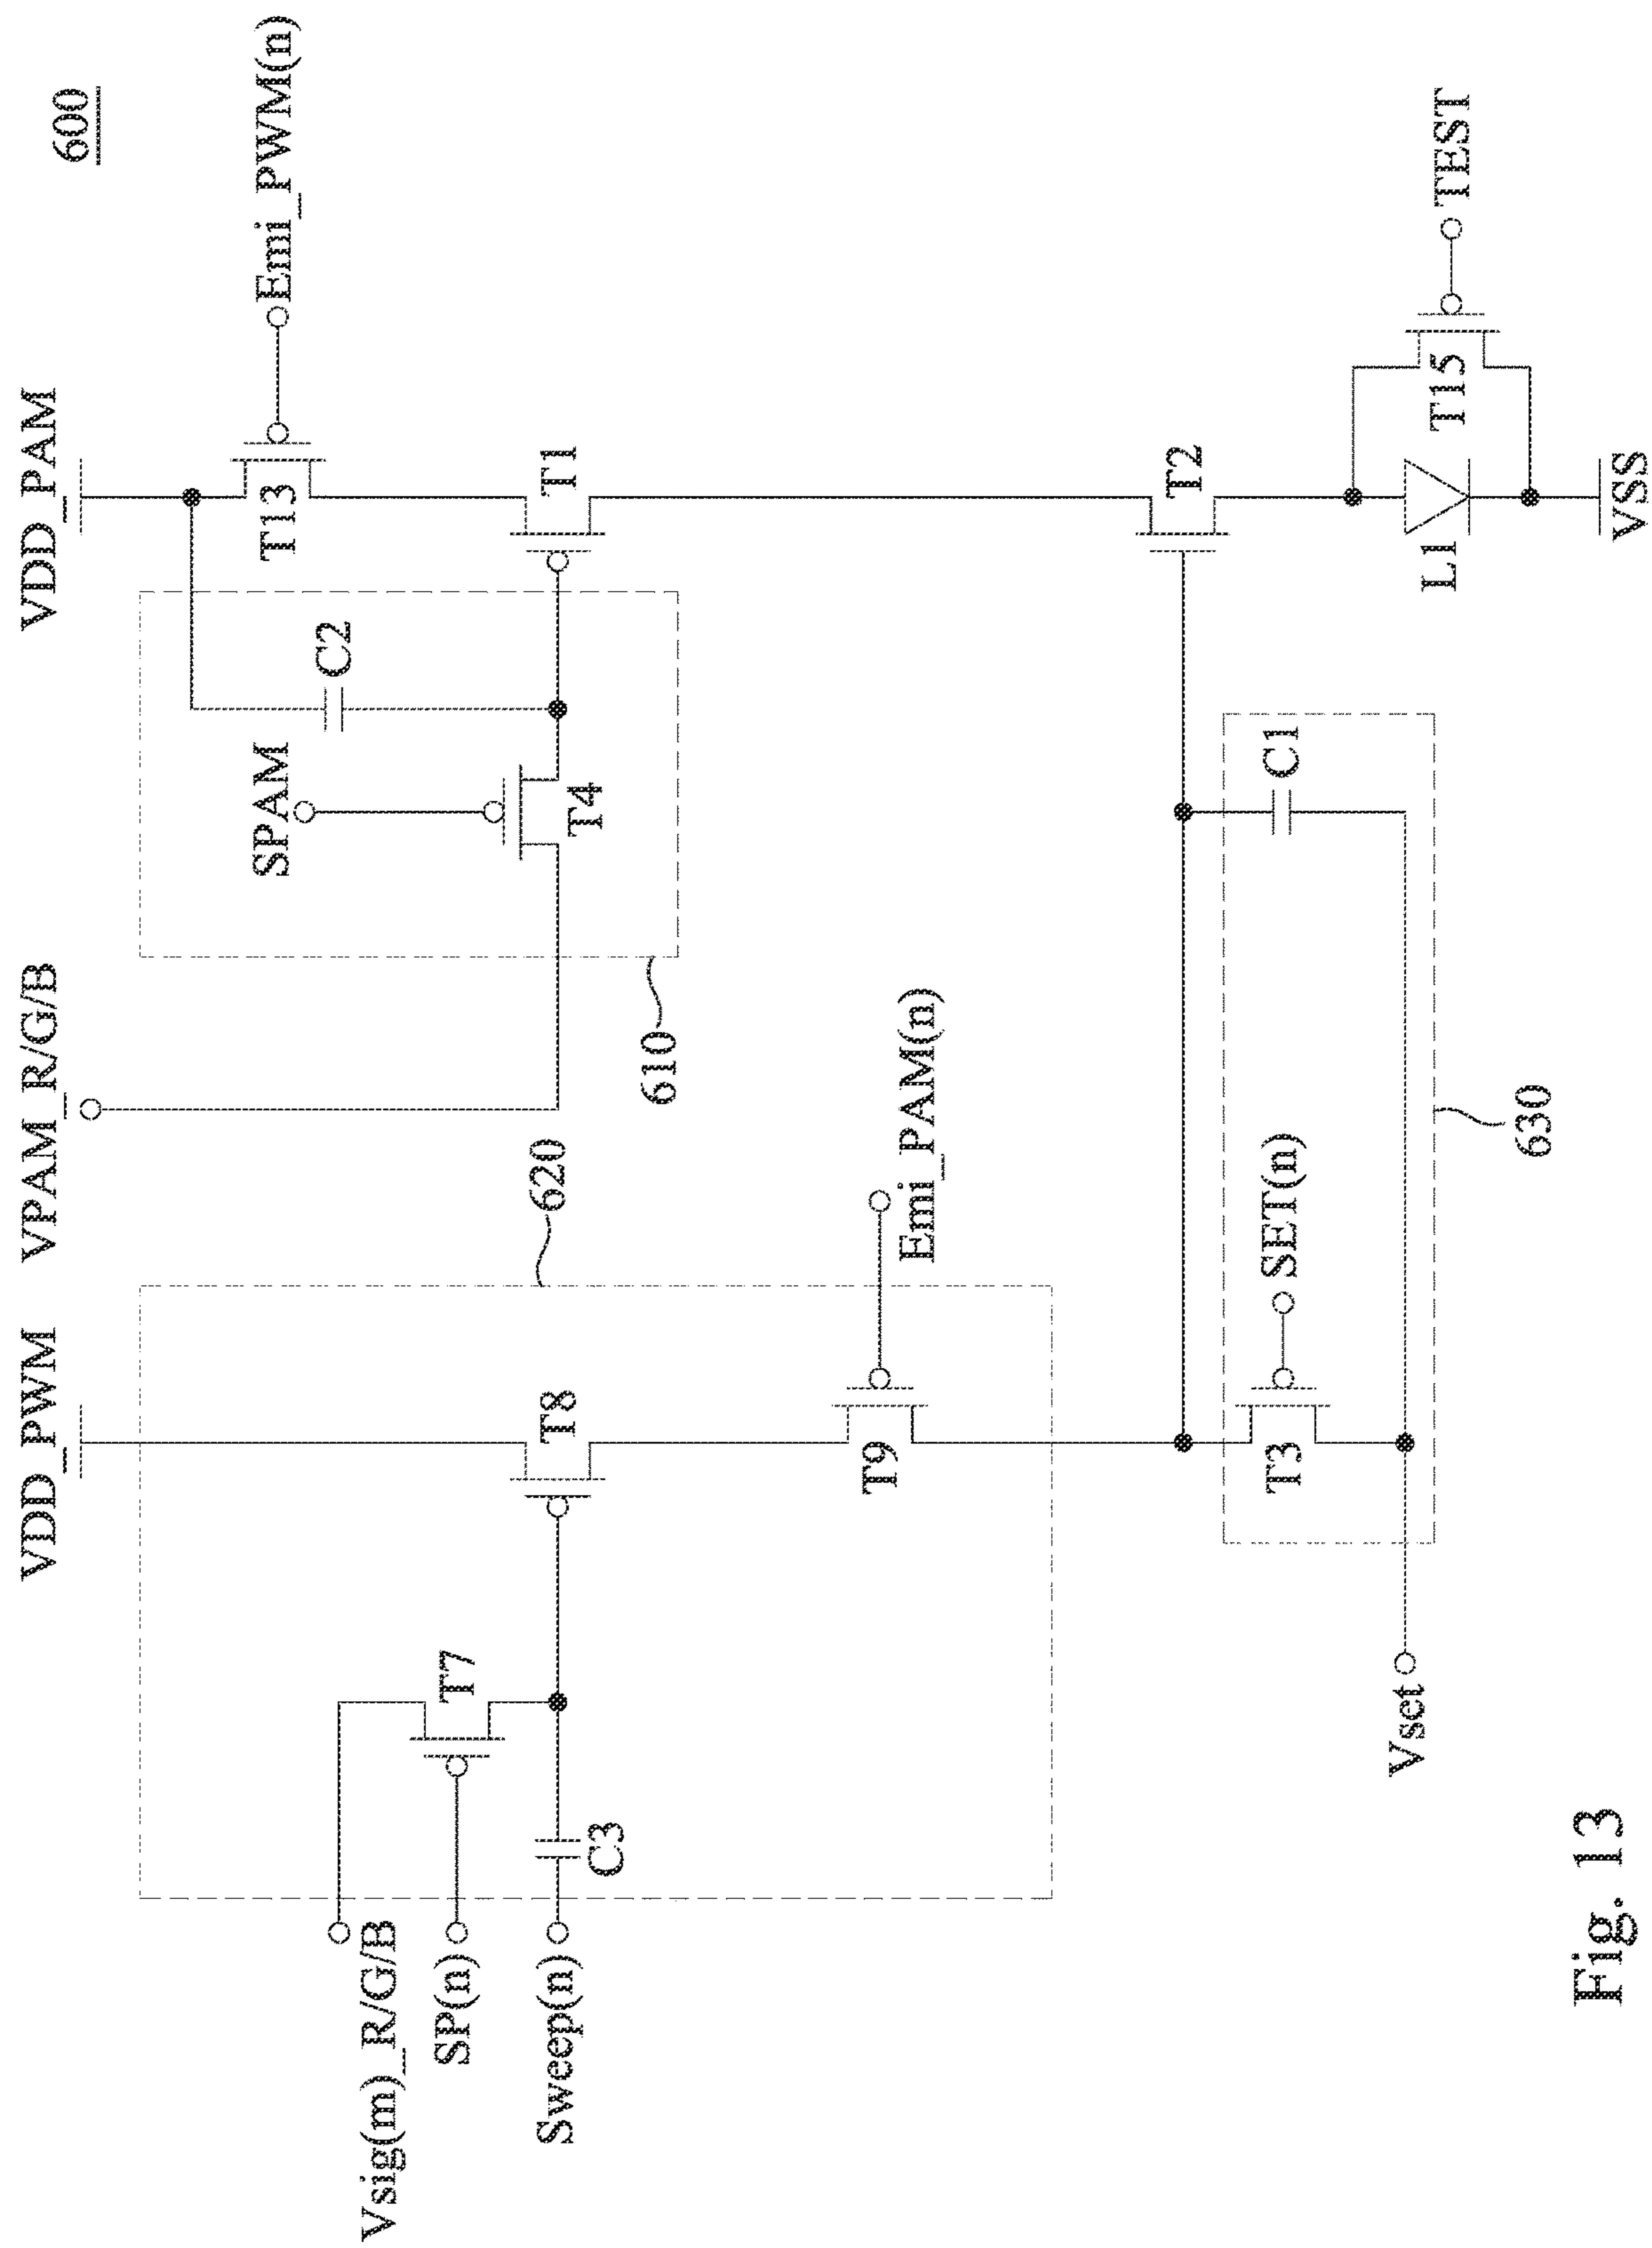 600
VDD_PWM
VPAM_R/G/B
VDD_PAM
620
SPAM
C2
T13
Emi_PWM(n)
Vsig(m)_R/G/B
SP(n)
Sweep(n)
T7
C3
T8
T4
T1
610
T9
Emi_PAM(n)
T2
T3
SET(n)
C1
630
Vset
L1
T15
TEST
VSS
Fig. 13